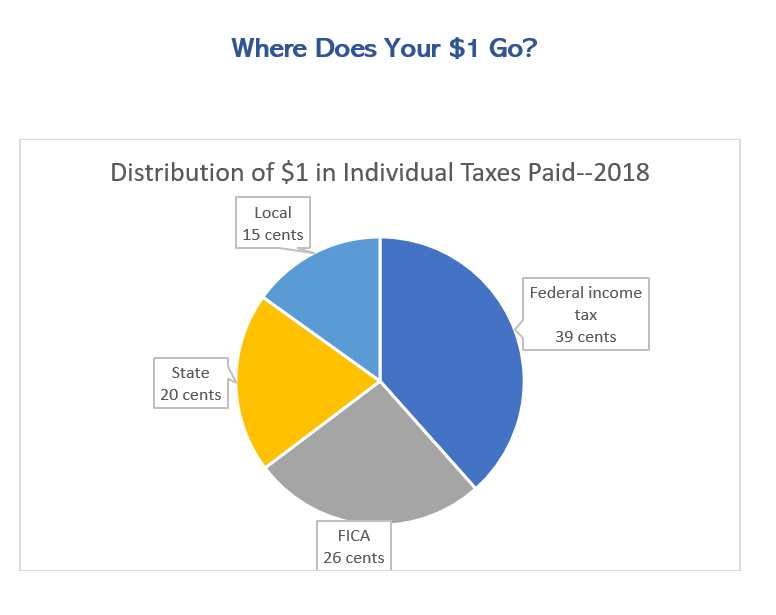 Where Does Your $1 Go?
Distribution of $1 in Individual Taxes Paid--2018
Local
15 cents
Federal income
tax
39 cents
State
20 cents
FICA
26 cents